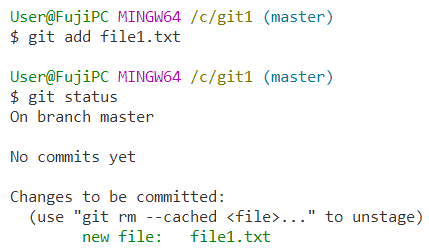 User@FujiPC MINGW64 /c/git1 (master)
$ git add file1.txt
User@FujiPC MINGW64 /c/git1 (master)
$ git status
On branch master
No commits yet
Changes to be committed:
(use "git rm --cached <file>..." to unstage)
new file:   file1.txt